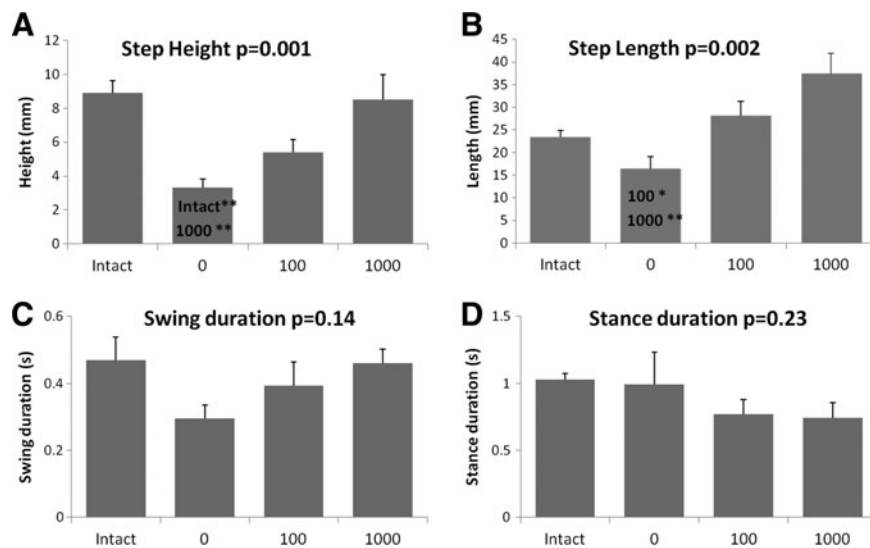 A
Step Height p=0.001
Height (mm)
12
10
8
6
4
2
0
Intact**
1000 **
Intact 0 100 1000
B
Step Length p=0.002
Length (mm)
45
40
35
30
25
20
15
10
5
0
100 *
1000 **
Intact 0 100 1000
C
Swing duration p=0.14
Swing duration (s)
0.6
0.4
0.2
0
Intact 0 100 1000
D
Stance duration p=0.23
Stance duration (s)
1.5
1
0.5
0
Intact 0 100 1000